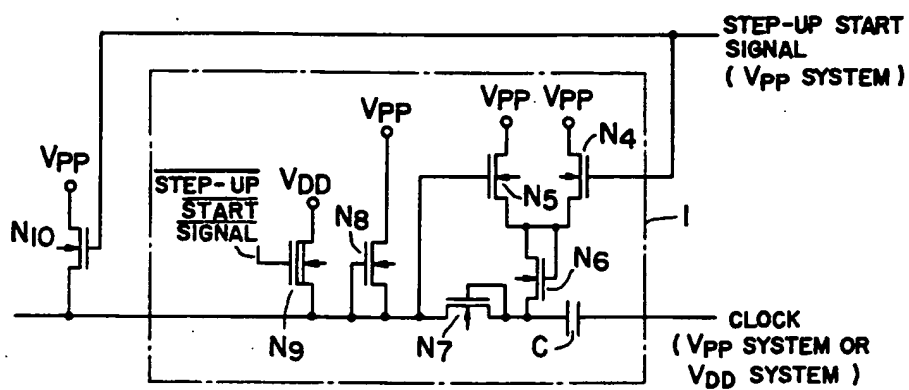 STEP-UP START
SIGNAL
( VPP SYSTEM )
VPP
VPP
VPP
N4
VPP
STEP-UP
START
SIGNAL
VDD
N8
N5
1
N10
N6
N9
N7
C
CLOCK
( VPP SYSTEM OR
VDD SYSTEM )